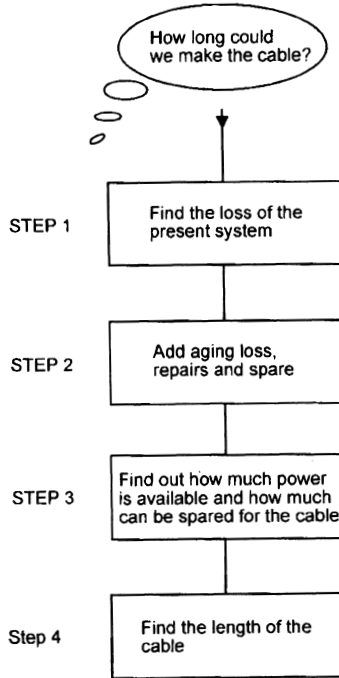 How long could
we make the cable?
STEP 1
Find the loss of the
present system
STEP 2
Add aging loss,
repairs and spare
STEP 3
Find out how much power
is available and how much
can be spared for the cable
Step 4
Find the length of the
cable